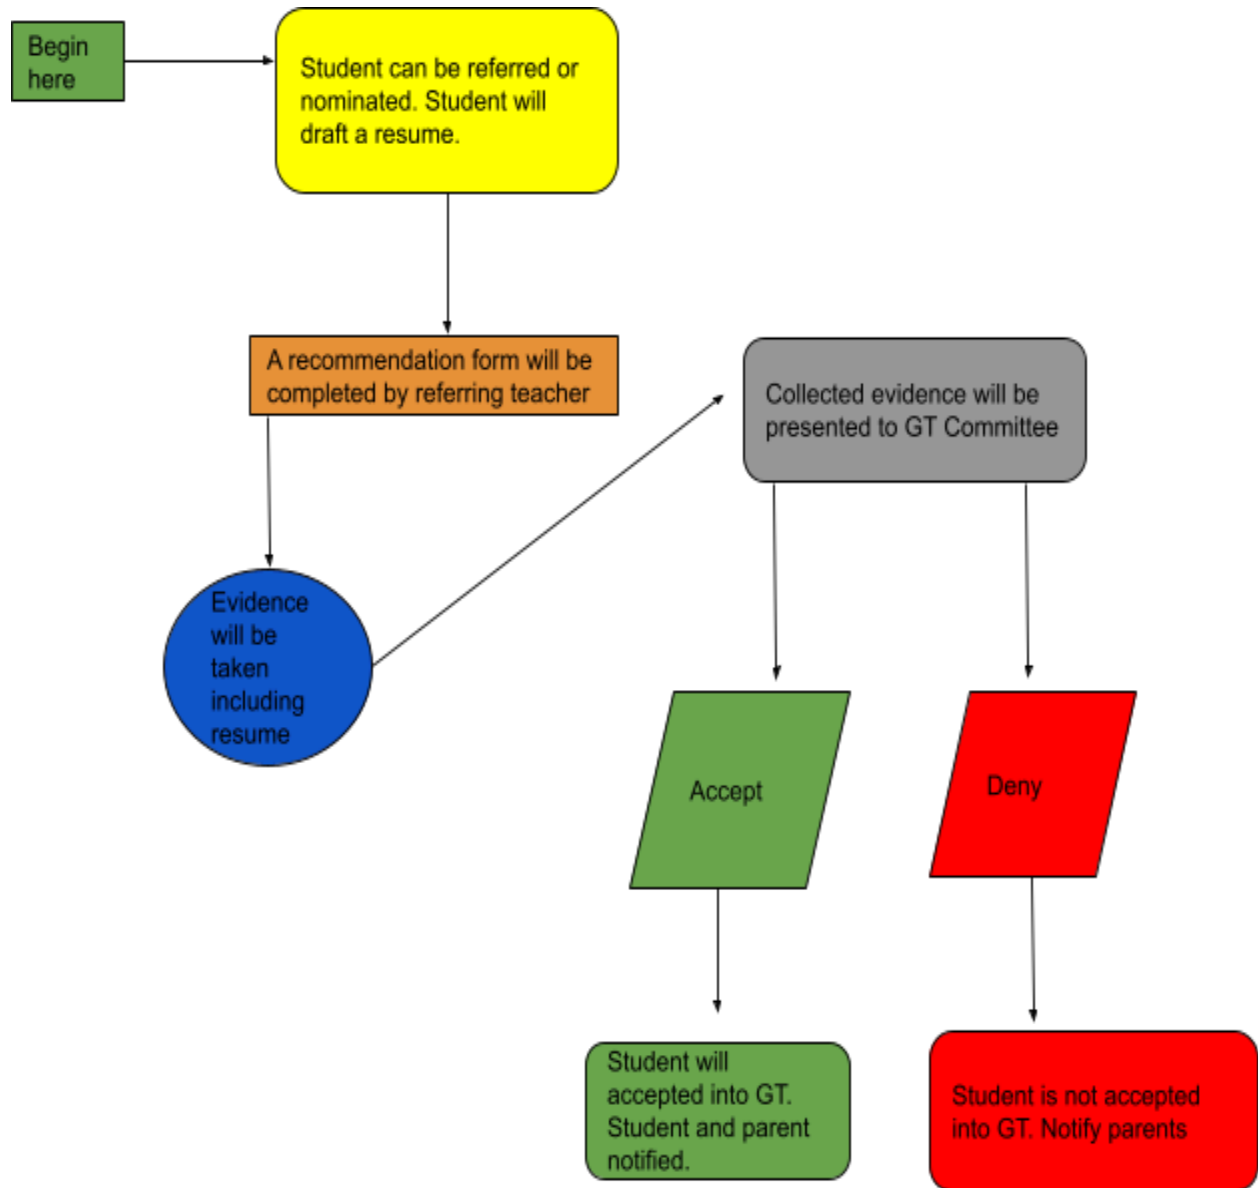 Begin
here
Student can be referred or
nominated. Student will
draft a resume.
A recommendation form will be
completed by referring teacher
Collected evidence will be
presented to GT Committee
Evidence
will be
taken
including
resume
Accept
Deny
Student will
accepted into GT.
Student and parent
notified.
Student is not accepted
into GT. Notify parents